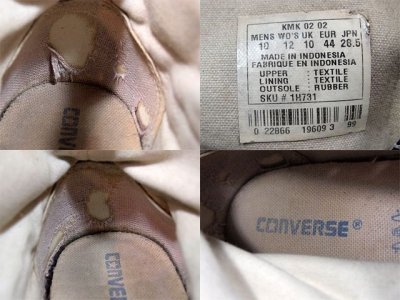 CONVERSE
KMK 02 02
MENS WO'S UK EUR JPN
10 12 10 44 28.5
MADE IN INDONESIA
FABRIQUE EN INDONESIA
UPPER : TEXTILE
LINING : TEXTILE
OUTSOLE : RUBBER
SKU # 1H731
0 22866 19609 3 99
CONVERSE
CONVERSE®